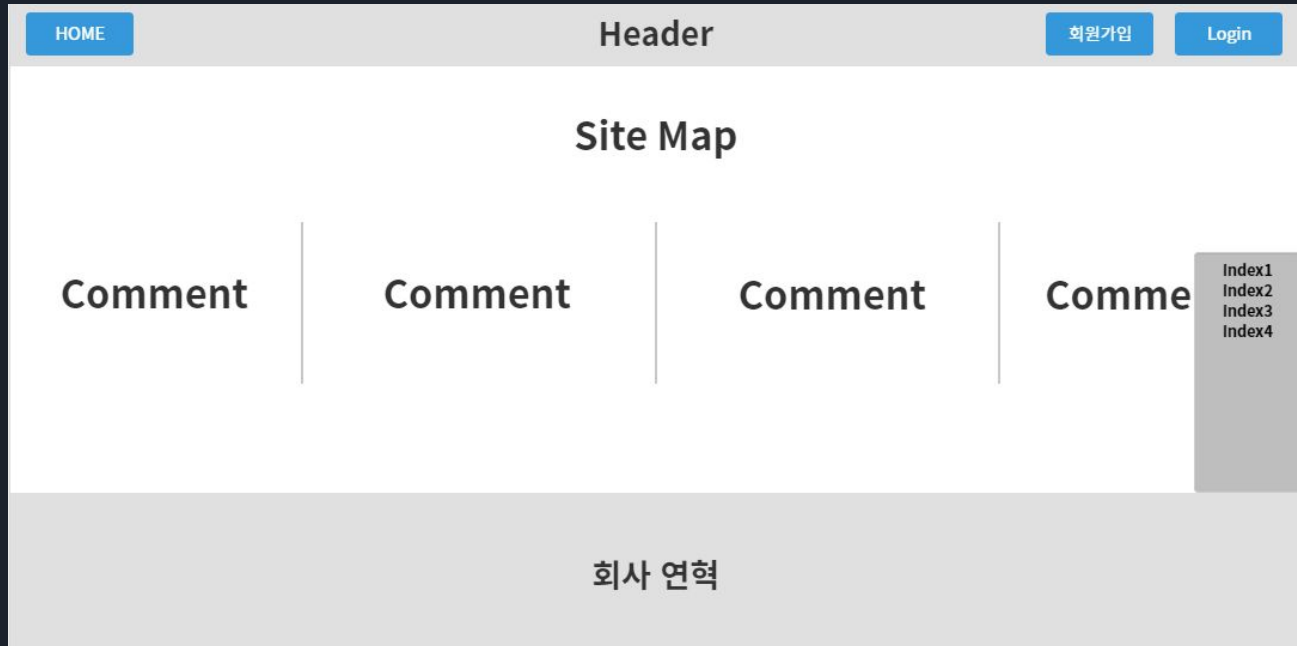 HOME
Header
회원가입
Login
Site Map
Comment
Comment
Comment
Comme
Index1
Index2
Index3
Index4
회사 연혁